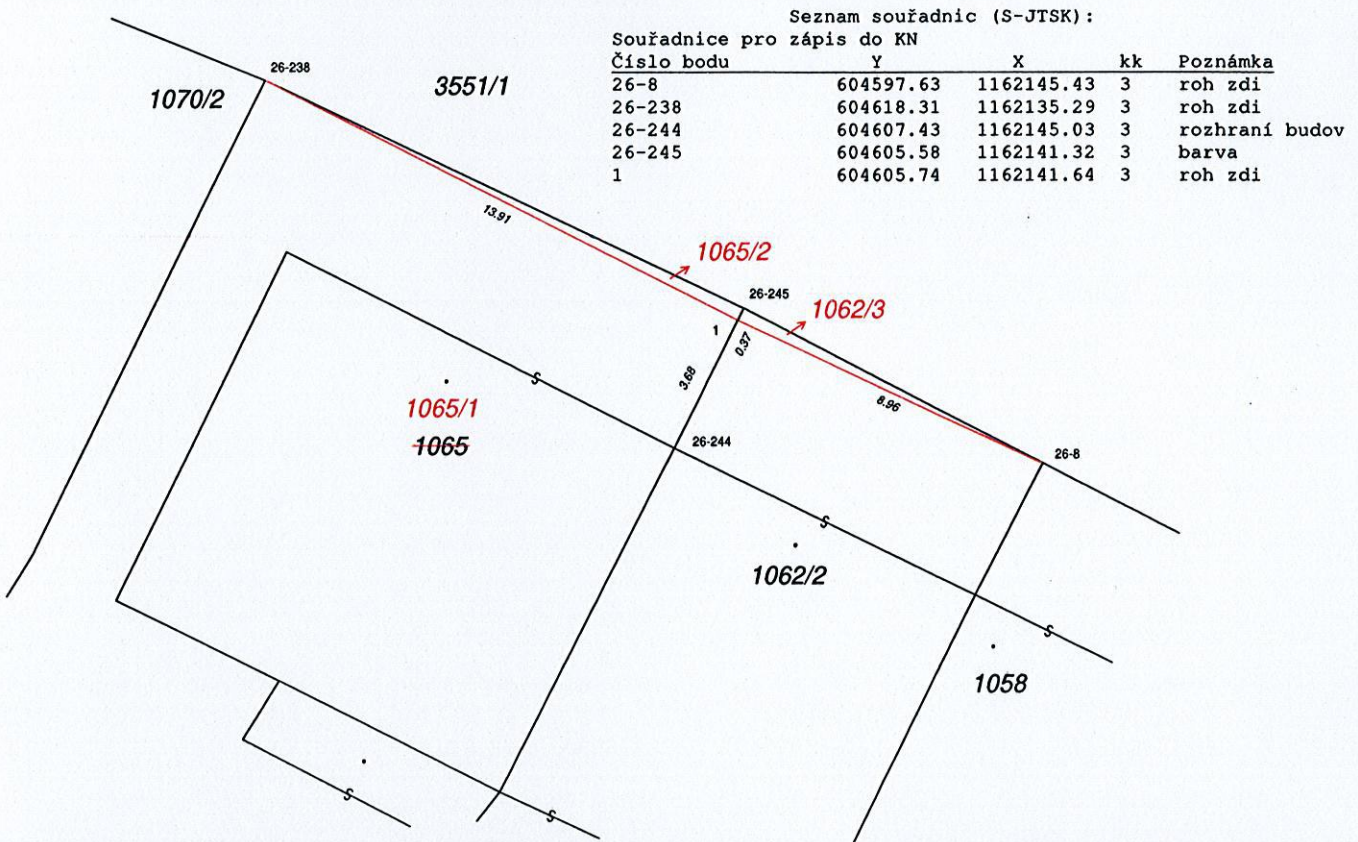 Seznam souřadnic (S-JTSK):
Souřadnice pro zápis do KN
Číslo bodu Y X kk Poznámka
26-8 604597.63 1162145.43 3 roh zdi
26-238 604618.31 1162135.29 3 roh zdi
26-244 604607.43 1162145.03 3 rozhraní budov
26-245 604605.58 1162141.32 3 barva
1 604605.74 1162141.64 3 roh zdi
26-238
1070/2
3551/1
13.91
1065/2
26-245
1062/3
1
0.37
3.68
8.96
1065/1
1065
26-244
26-8
1062/2
1058
S
S
S
S
S